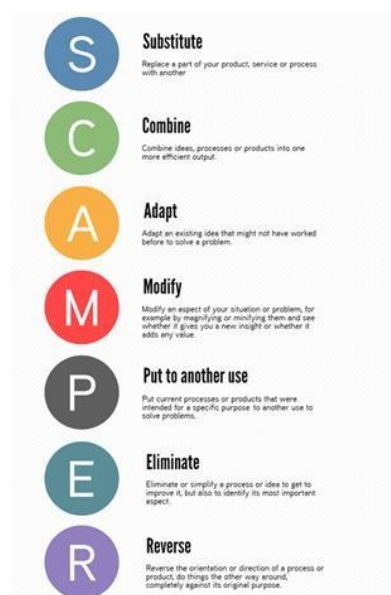 S
Substitute
Replace a part of your product, service or process
with another
C
Combine
Combine ideas, processes or products into one
more efficient output.
A
Adapt
Adapt an existing idea that might not have worked
before to solve a problem.
M
Modify
Modify an aspect of your situation or problem, for
example by magnifying or minifying them and see
whether it gives you a new insight or whether it
adds any value.
P
Put to another use
Put current processes or products that were
intended for a specific purpose to another use to
solve problems.
E
Eliminate
Eliminate or simplify a process or idea to get to
improve it, but also to identify its most important
aspect.
R
Reverse
Reverse the orientation or direction of a process or
product, do things the other way around,
completely against its original purpose.